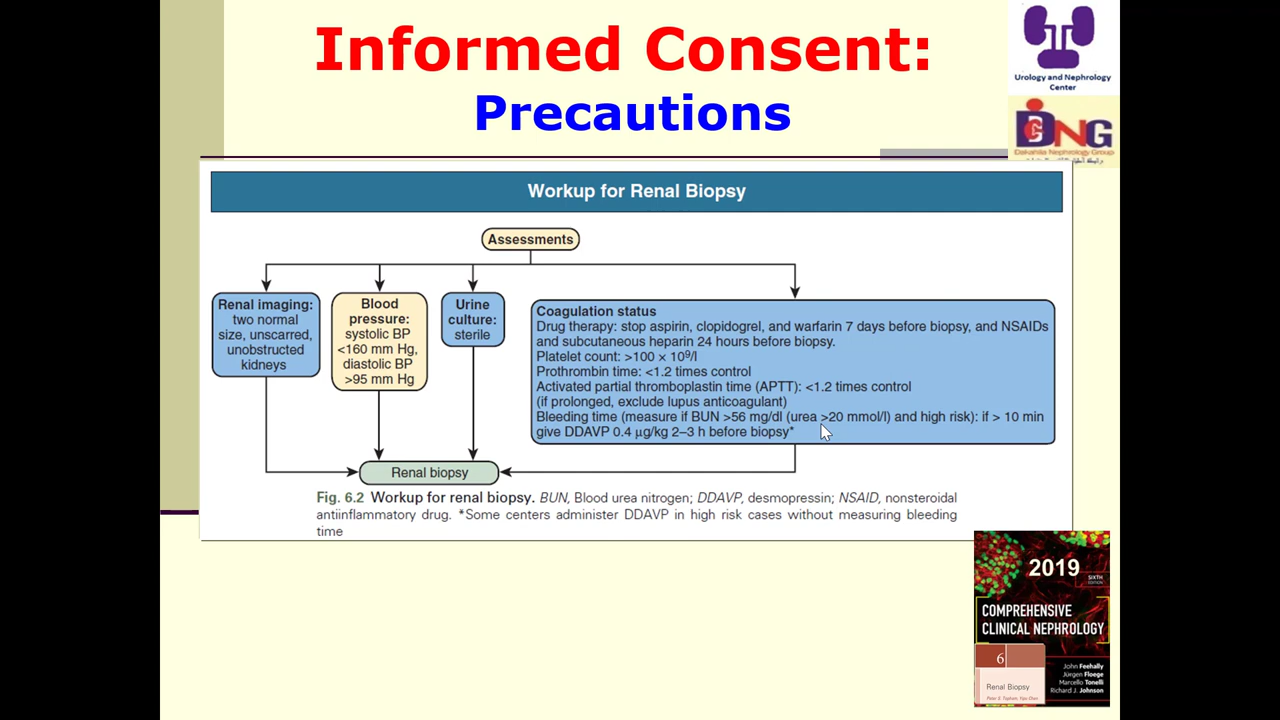 Informed Consent:
Precautions
Urology and Nephrology
Center
DNG
Dakahlia Nephrology Group
Workup for Renal Biopsy
Assessments
Renal imaging:
two normal
size, unscarred,
unobstructed
kidneys
Blood
pressure:
systolic BP
<160 mm Hg,
diastolic BP
>95 mm Hg
Urine
culture:
sterile
Coagulation status
Drug therapy: stop aspirin, clopidogrel, and warfarin 7 days before biopsy, and NSAIDs
and subcutaneous heparin 24 hours before biopsy.
Platelet count: >100 × 10⁹/l
Prothrombin time: <1.2 times control
Activated partial thromboplastin time (APTT): <1.2 times control
(if prolonged, exclude lupus anticoagulant)
Bleeding time (measure if BUN >56 mg/dl (urea >20 mmol/l) and high risk): if > 10 min
give DDAVP 0.4 µg/kg 2–3 h before biopsy*
Renal biopsy
Fig. 6.2 Workup for renal biopsy. BUN, Blood urea nitrogen; DDAVP, desmopressin; NSAID, nonsteroidal
antiinflammatory drug. *Some centers administer DDAVP in high risk cases without measuring bleeding
time
2019
SIXTH
EDITION
COMPREHENSIVE
CLINICAL NEPHROLOGY
6
Renal Biopsy
John Feehally
Jürgen Floege
Marcello Tonelli
Richard J. Johnson